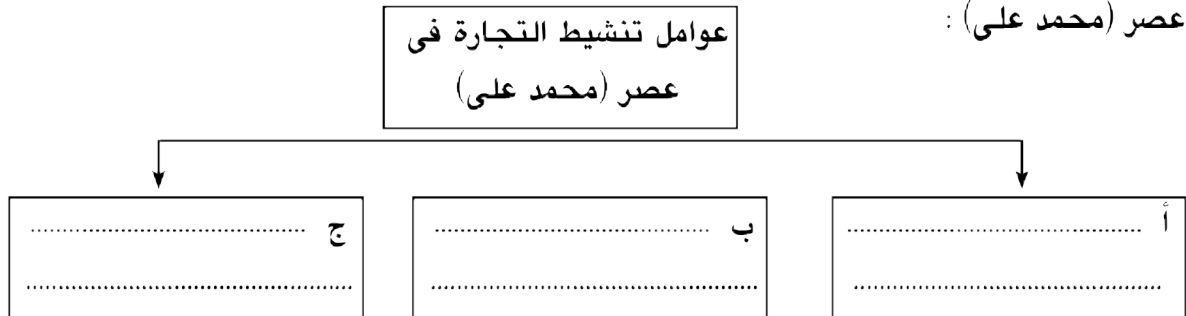 عصر (محمد على) :
عوامل تنشيط التجارة فى
عصر (محمد على)
أ ........................................
........................................
ب ........................................
........................................
ج ........................................
........................................